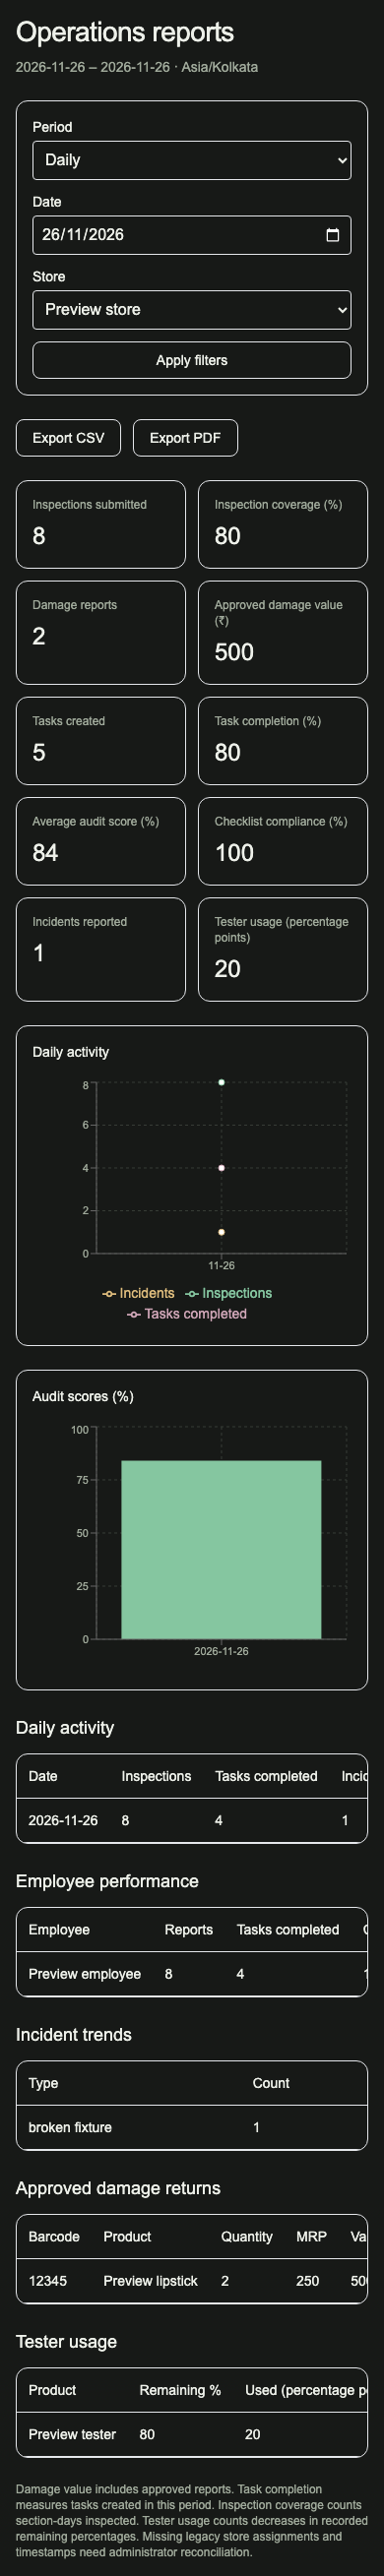 Operations reports
2026-11-26 – 2026-11-26 · Asia/Kolkata
Period
Daily
Date
26/11/2026
Store
Preview store
Apply filters
Export CSV Export PDF
Inspections submitted
8
Inspection coverage (%)
80
Damage reports
2
Approved damage value
(₹)
500
Tasks created
5
Task completion (%)
80
Average audit score (%)
84
Checklist compliance (%)
100
Incidents reported
1
Tester usage (percentage
points)
20
Daily activity
8
6
4
2
0
11-26
Incidents Inspections
Tasks completed
Audit scores (%)
100
75
50
25
0
2026-11-26
Daily activity
Date Inspections Tasks completed
2026-11-26 8 4 1
Employee performance
Employee Reports Tasks completed
Preview employee 8 4
Incident trends
Type Count
broken fixture 1
Approved damage returns
Barcode Product Quantity MRP
12345 Preview lipstick 2 250
Tester usage
Product Remaining % Used (percentage
Preview tester 80 20
Damage value includes approved reports. Task completion
measures tasks created in this period. Inspection coverage counts
section-days inspected. Tester usage counts decreases in recorded
remaining percentages. Missing legacy store assignments and
timestamps need administrator reconciliation.